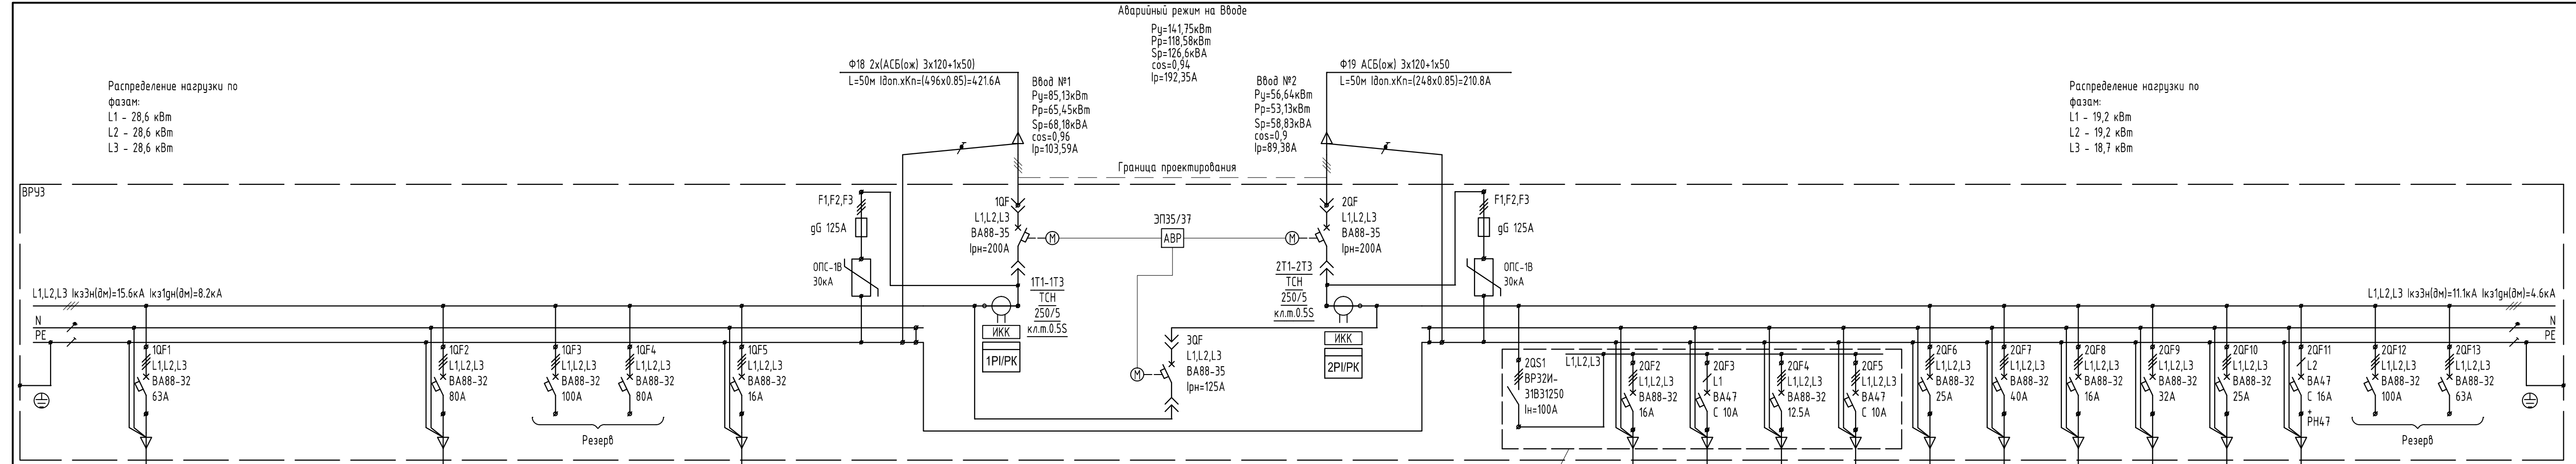 Аварийный режим на Вводе
Ру=141,75кВт
Рр=118,58кВт
Sр=126,6кВА
cos=0,94
Iр=192,35А
Распределение нагрузки по
фазам:
L1 - 28,6 кВт
L2 - 28,6 кВт
L3 - 28,6 кВт
Ф18 2х(АСБ(ож) 3х120+1х50)
L=50м Iдоп.хКп=(496х0.85)=421.6А
Ввод №1
Ру=85,13кВт
Рр=65,45кВт
Sр=68,18кВА
cos=0,96
Iр=103,59А
Ввод №2
Ру=56,64кВт
Рр=53,13кВт
Sр=58,83кВА
cos=0,9
Iр=89,38А
Ф19 АСБ(ож) 3х120+1х50
L=50м Iдоп.хКп=(248х0.85)=210.8А
Распределение нагрузки по
фазам:
L1 - 19,2 кВт
L2 - 19,2 кВт
L3 - 18,7 кВт
Граница проектирования
ВРУ3
F1,F2,F3
gG 125А
ОПС-1В
30кА
1QF
L1,L2,L3
ВА88-35
Iрн=200А
ЭП35/37
АВР
М
М
М
2QF
L1,L2,L3
ВА88-35
Iрн=200А
F1,F2,F3
gG 125А
ОПС-1В
30кА
1Т1-1Т3
ТСН
250/5
кл.т.0.5S
ИКК
1PI/PK
2Т1-2Т3
ТСН
250/5
кл.т.0.5S
ИКК
2PI/PK
3QF
L1,L2,L3
ВА88-35
Iрн=125А
L1,L2,L3 Iкз3н(дм)=15.6кА Iкз1дн(дм)=8.2кА
N
PE
L1,L2,L3 Iкз3н(дм)=11.1кА Iкз1дн(дм)=4.6кА
N
PE
1QF1
L1,L2,L3
ВА88-32
63А
1QF2
L1,L2,L3
ВА88-32
80А
1QF3
L1,L2,L3
ВА88-32
100А
1QF4
L1,L2,L3
ВА88-32
80А
Резерв
1QF5
L1,L2,L3
ВА88-32
16А
2QS1
ВР32И-
31В31250
Iн=100А
L1,L2,L3
2QF2
L1,L2,L3
ВА88-32
16А
2QF3
L1
ВА47
С 10А
2QF4
L1,L2,L3
ВА88-32
12.5А
2QF5
L1,L2,L3
ВА47
С 10А
2QF6
L1,L2,L3
ВА88-32
25А
2QF7
L1,L2,L3
ВА88-32
40А
2QF8
L1,L2,L3
ВА88-32
16А
2QF9
L1,L2,L3
ВА88-32
32А
2QF10
L1,L2,L3
ВА88-32
25А
2QF11
L2
ВА47
С 16А
+
РН47
2QF12
L1,L2,L3
ВА88-32
100А
2QF13
L1,L2,L3
ВА88-32
63А
Резерв